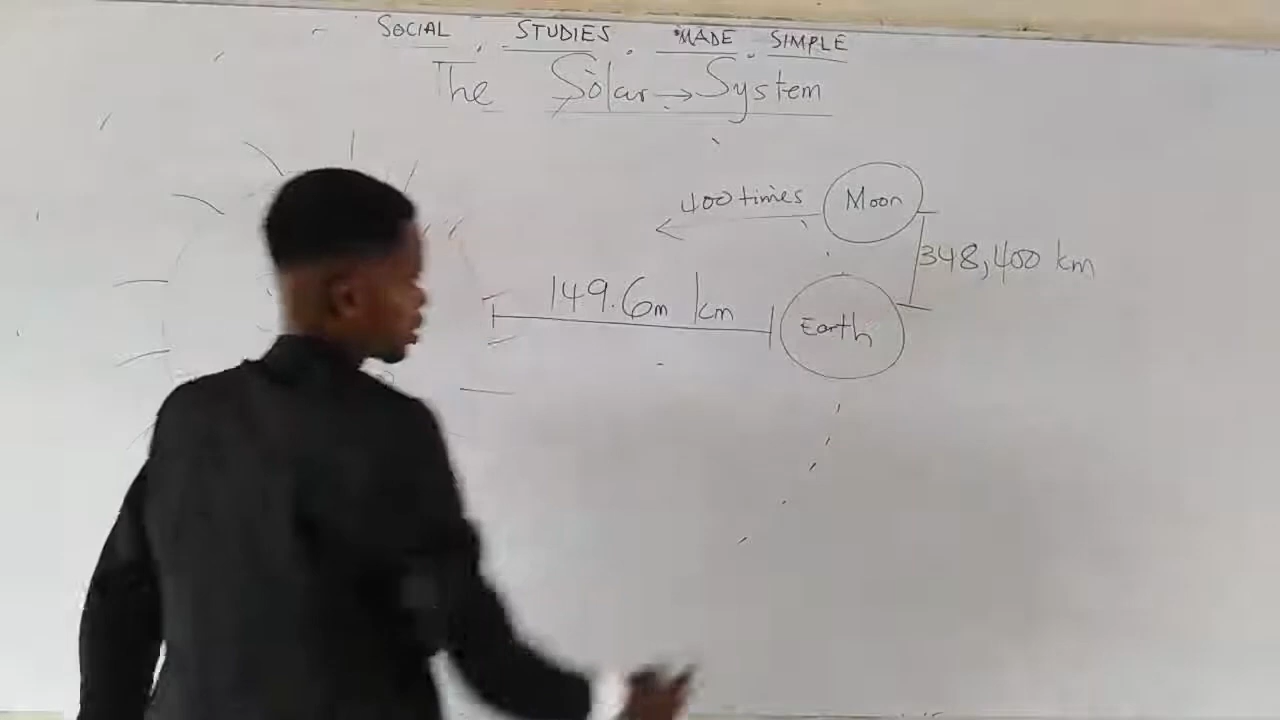 SOCIAL STUDIES MADE SIMPLE
The Solar → System
400 times
Moon
348,400 km
149.6m km
Earth